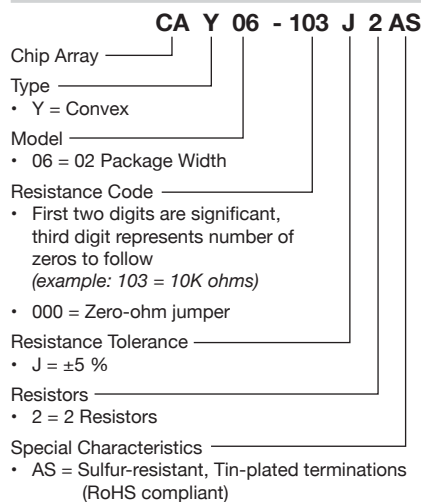 CA Y 06 - 103 J 2 AS
Chip Array
Type
• Y = Convex
Model
• 06 = 02 Package Width
Resistance Code
• First two digits are significant,
third digit represents number of
zeros to follow
(example: 103 = 10K ohms)
• 000 = Zero-ohm jumper
Resistance Tolerance
• J = ±5 %
Resistors
• 2 = 2 Resistors
Special Characteristics
• AS = Sulfur-resistant, Tin-plated terminations
(RoHS compliant)